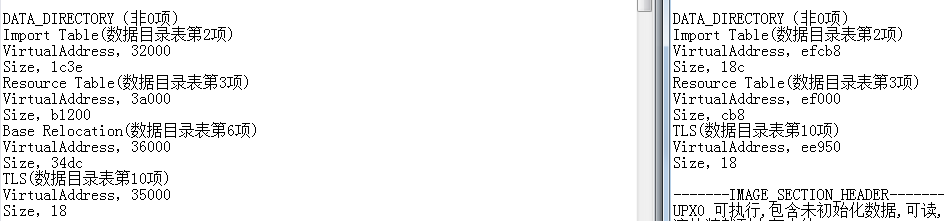 DATA_DIRECTORY (非0项)
Import Table(数据目录表第2项)
VirtualAddress, 32000
Size, 1c3e
Resource Table(数据目录表第3项)
VirtualAddress, 3a000
Size, b1200
Base Relocation(数据目录表第6项)
VirtualAddress, 36000
Size, 34dc
TLS(数据目录表第10项)
VirtualAddress, 35000
Size, 18
DATA_DIRECTORY (非0项)
Import Table(数据目录表第2项)
VirtualAddress, efcb8
Size, 18c
Resource Table(数据目录表第3项)
VirtualAddress, ef000
Size, cb8
TLS(数据目录表第10项)
VirtualAddress, ee950
Size, 18
-------IMAGE_SECTION_HEADER-------
UPX0 可执行,包含未初始化数据,可读,